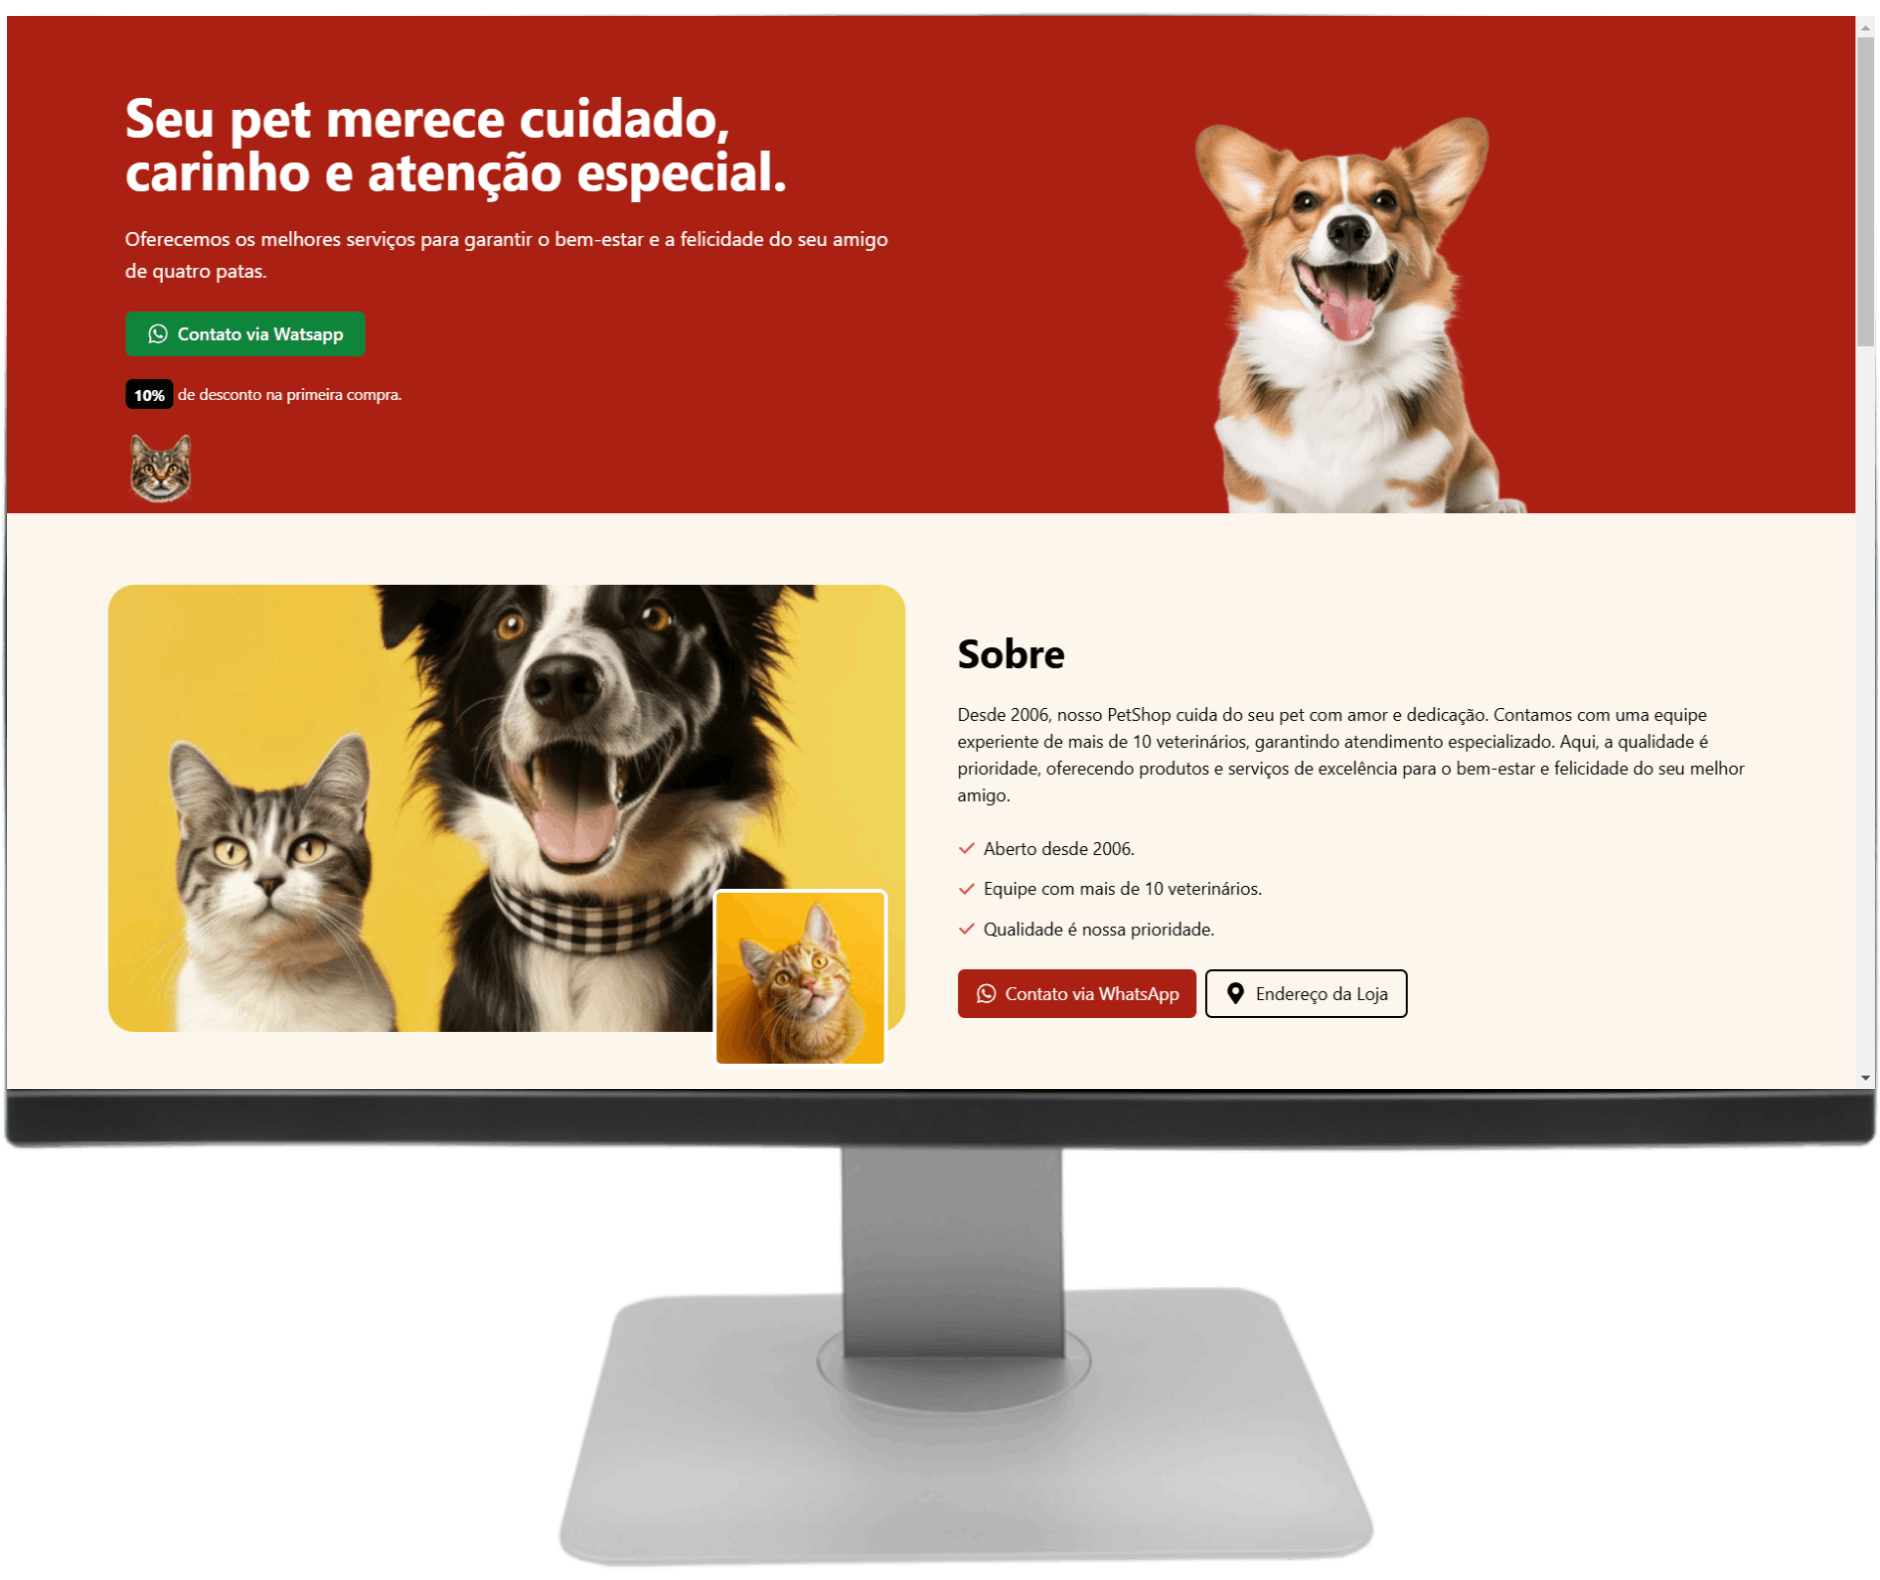 Seu pet merece cuidado,
carinho e atenção especial.
Oferecemos os melhores serviços para garantir o bem-estar e a felicidade do seu amigo
de quatro patas.
Contato via Watsapp
10% de desconto na primeira compra.
Sobre
Desde 2006, nosso PetShop cuida do seu pet com amor e dedicação. Contamos com uma equipe
experiente de mais de 10 veterinários, garantindo atendimento especializado. Aqui, a qualidade é
prioridade, oferecendo produtos e serviços de excelência para o bem-estar e felicidade do seu melhor
amigo.
Aberto desde 2006.
Equipe com mais de 10 veterinários.
Qualidade é nossa prioridade.
Contato via WhatsApp
Endereço da Loja